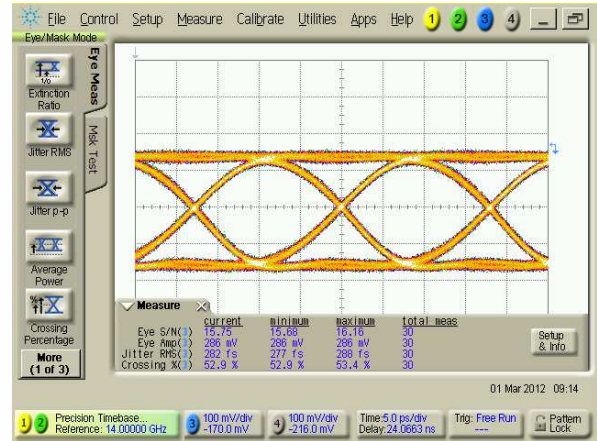 File Control Setup Measure Calibrate Utilities Apps Help 1 2 3 4
Eye/Mask Mode
Eye Meas
Msk Test
Extinction
Ratio
Jitter RMS
Jitter p-p
Average
Power
Crossing
Percentage
More
(1 of 3)
Measure
current minimum maximum total meas
Eye S/N(3) 15.75 15.68 16.16 30
Eye Amp(3) 286 mV 286 mV 286 mV 30
Jitter RMS(3) 282 fs 277 fs 288 fs 30
Crossing %(3) 52.9 % 52.9 % 53.4 % 30
Setup
& Info
01 Mar 2012 09:14
1 2 Precision Timebase...
Reference: 14.00000 GHz
3 100 mV/div
-170.0 mV
4 100 mV/div
-216.0 mV
Time:5.0 ps/div
Delay:24.0663 ns
Trig: Free Run
---
Pattern
Lock